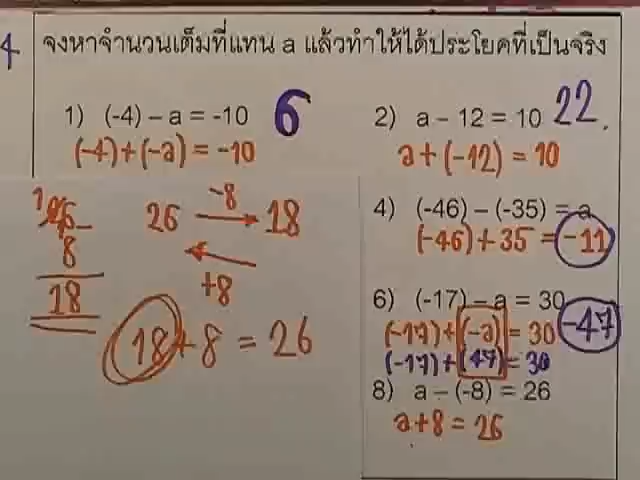 4 จงหาจำนวนเต็มที่แทน a แล้วทำให้ได้ประโยคที่เป็นจริง
1) (-4) – a = -10 6
(-4)+(-a) = -10
2) a – 12 = 10 22
a+(-12) = 10
26
8
18
26 -8 18
+8
18+8 = 26
4) (-46) – (-35) = a
(-46)+35 = -11
6) (-17) – a = 30 -47
(-17)+(-a) = 30
(-17)+(47) = 30
8) a – (-8) = 26
a+8 = 26